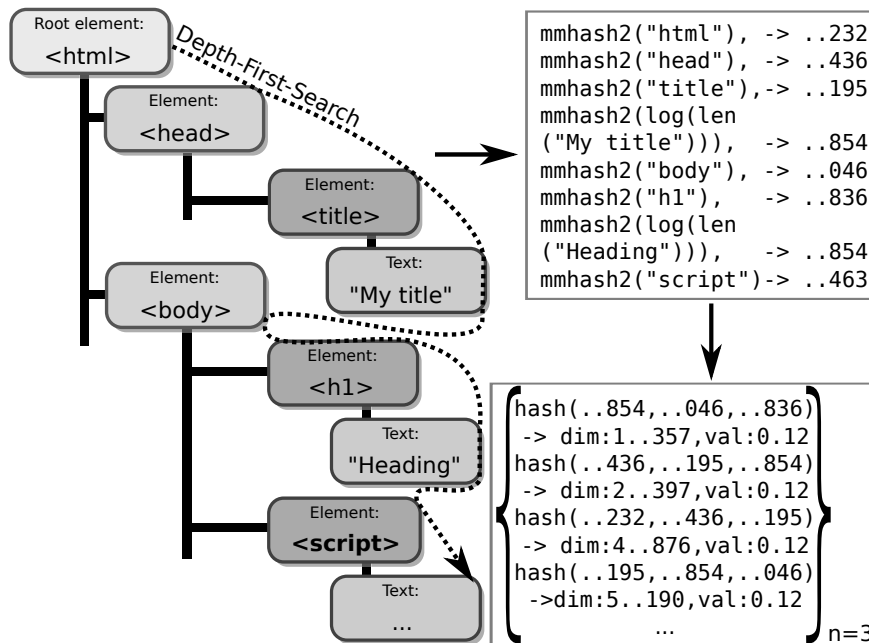 Root element:
<html>
Depth-First-Search
Element:
<head>
Element:
<title>
Text:
"My title"
Element:
<body>
Element:
<h1>
Text:
"Heading"
Element:
<script>
Text:
...
mmhash2("html"), -> ..232
mmhash2("head"), -> ..436
mmhash2("title"),-> ..195
mmhash2(log(len
("My title"))), -> ..854
mmhash2("body"), -> ..046
mmhash2("h1"), -> ..836
mmhash2(log(len
("Heading"))), -> ..854
mmhash2("script")-> ..463
hash(..854,..046,..836)
-> dim:1..357,val:0.12
hash(..436,..195,..854)
-> dim:2..397,val:0.12
hash(..232,..436,..195)
-> dim:4..876,val:0.12
hash(..195,..854,..046)
->dim:5..190,val:0.12
...
n=3